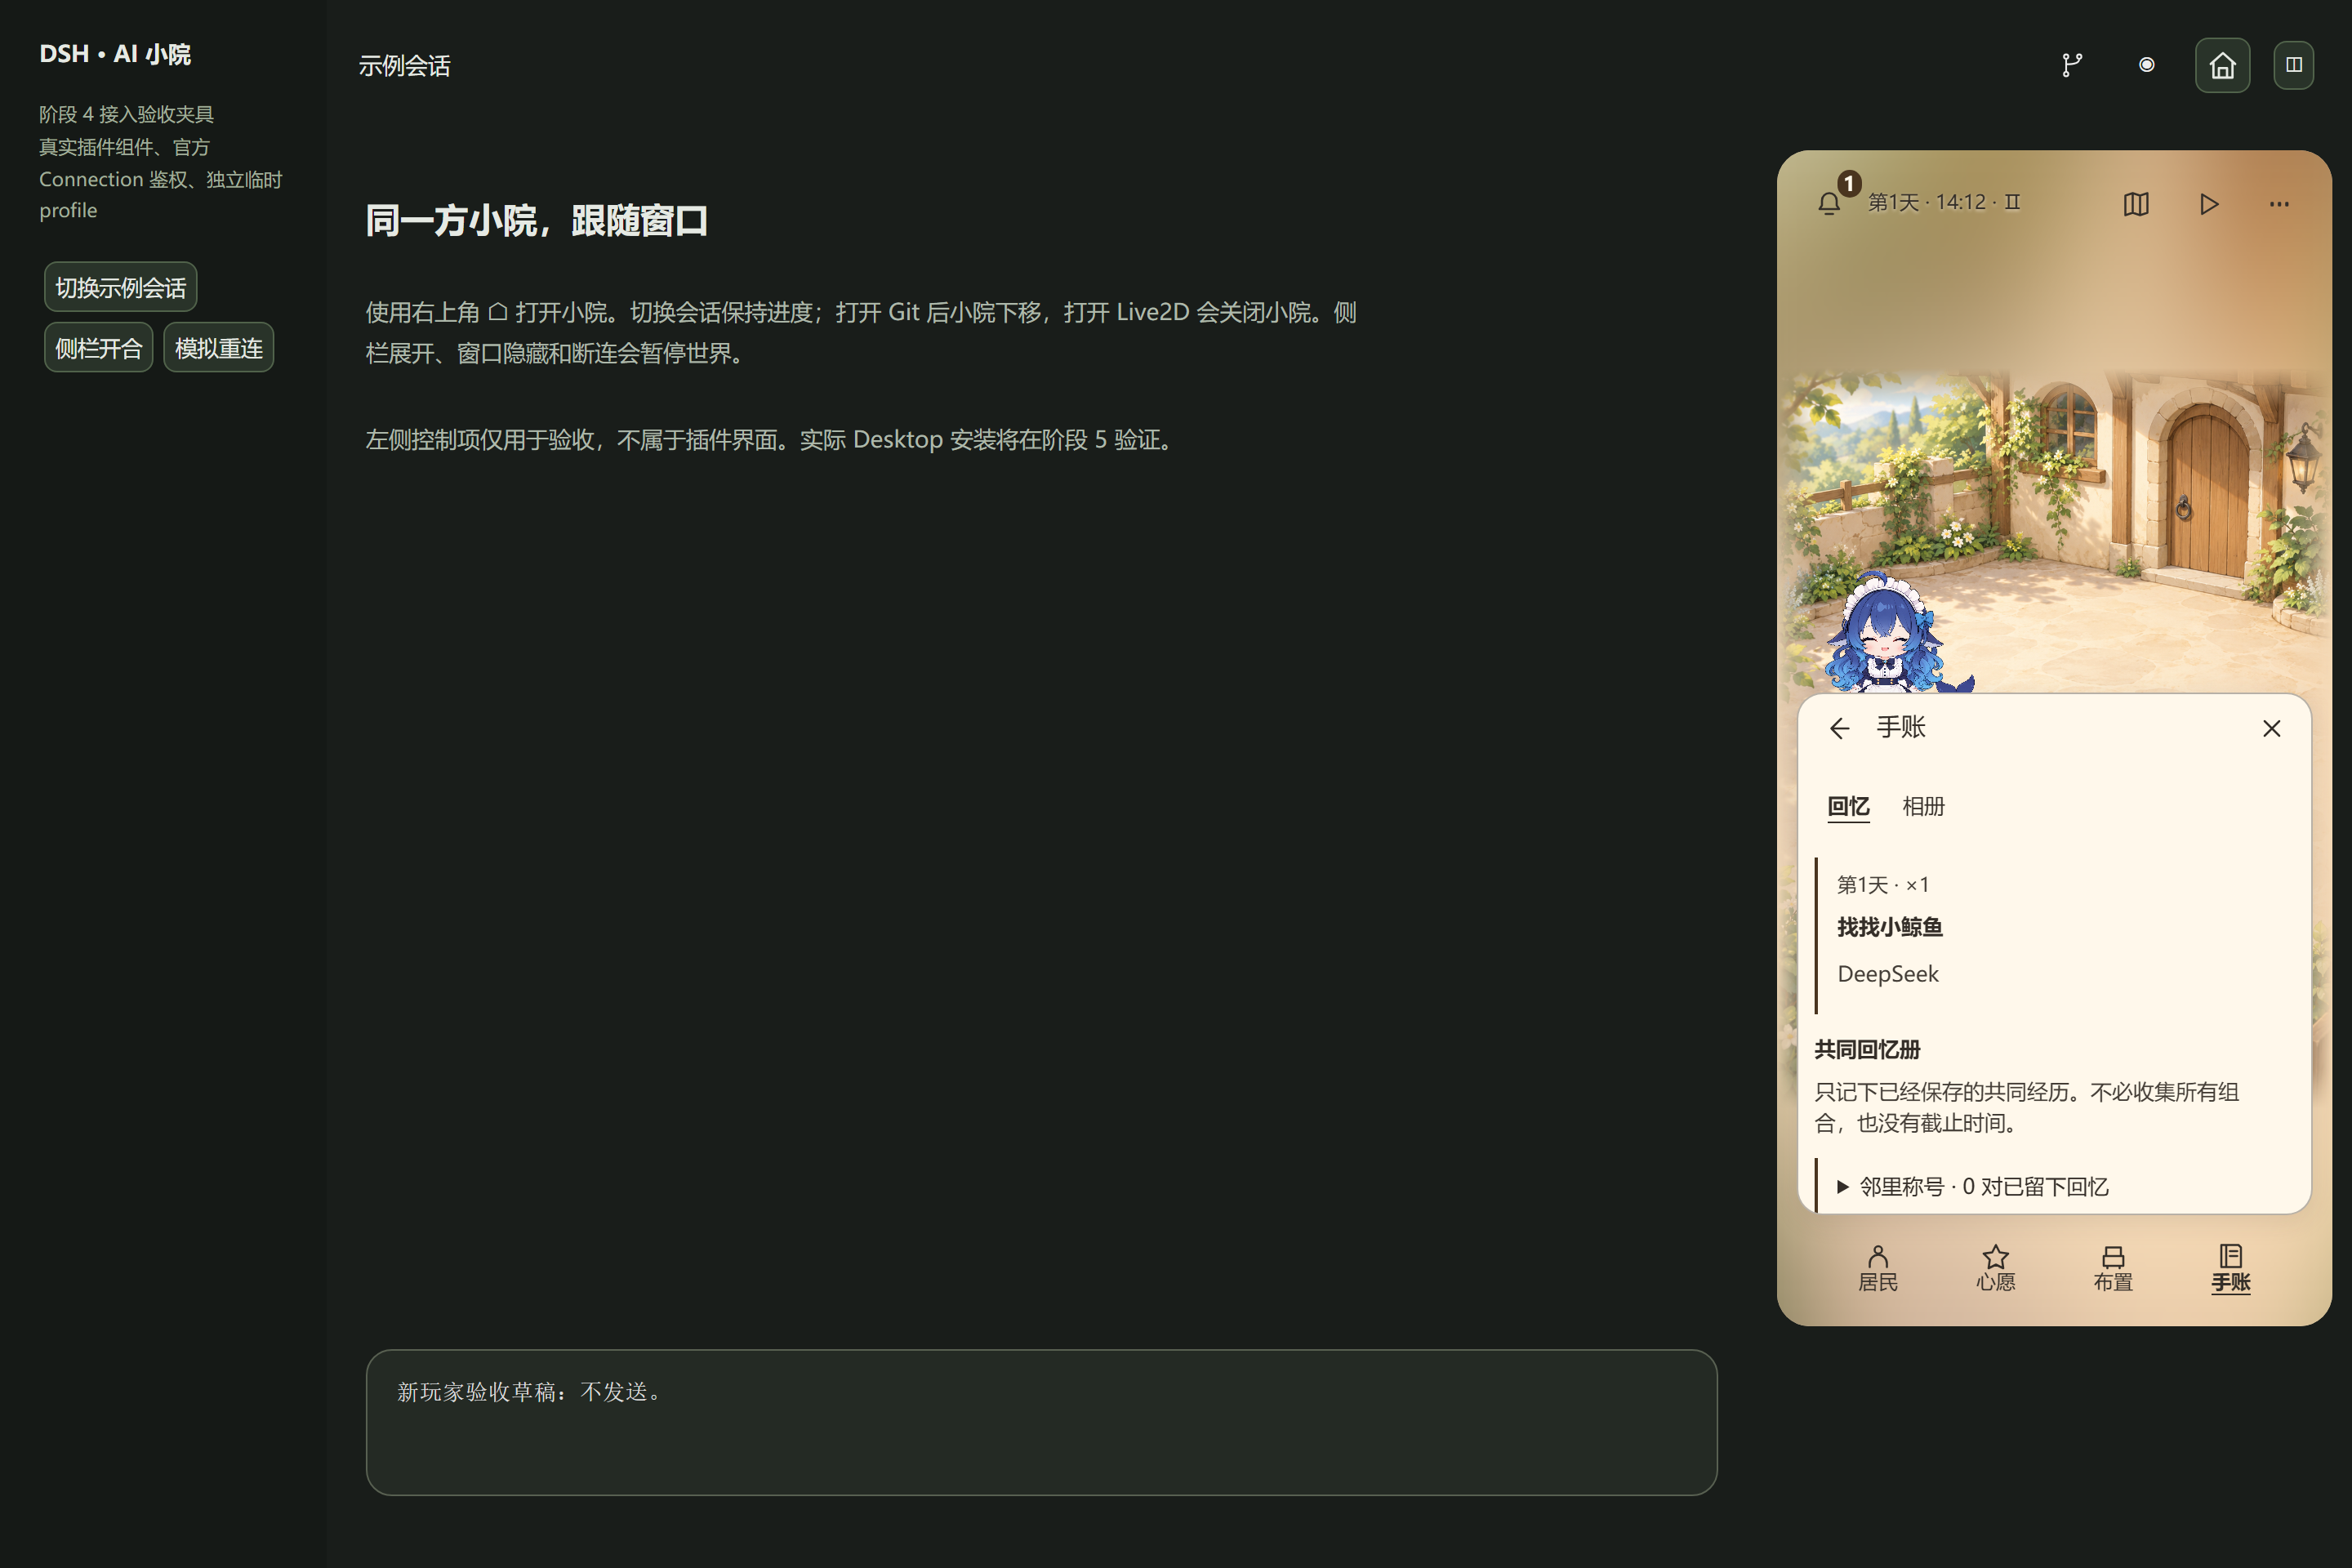 DSH • AI 小院
阶段 4 接入验收夹具
真实插件组件、官方
Connection 鉴权、独立临时
profile
切换示例会话
侧栏开合
模拟重连
示例会话
同一方小院，跟随窗口
使用右上角 ⌂ 打开小院。切换会话保持进度；打开 Git 后小院下移，打开 Live2D 会关闭小院。侧
栏展开、窗口隐藏和断连会暂停世界。
左侧控制项仅用于验收，不属于插件界面。实际 Desktop 安装将在阶段 5 验证。
新玩家验收草稿：不发送。
1
第1天 · 14:12 · Ⅱ
手账
回忆
相册
第1天 · ×1
找找小鲸鱼
DeepSeek
共同回忆册
只记下已经保存的共同经历。不必收集所有组
合，也没有截止时间。
▶ 邻里称号 · 0 对已留下回忆
居民
心愿
布置
手账